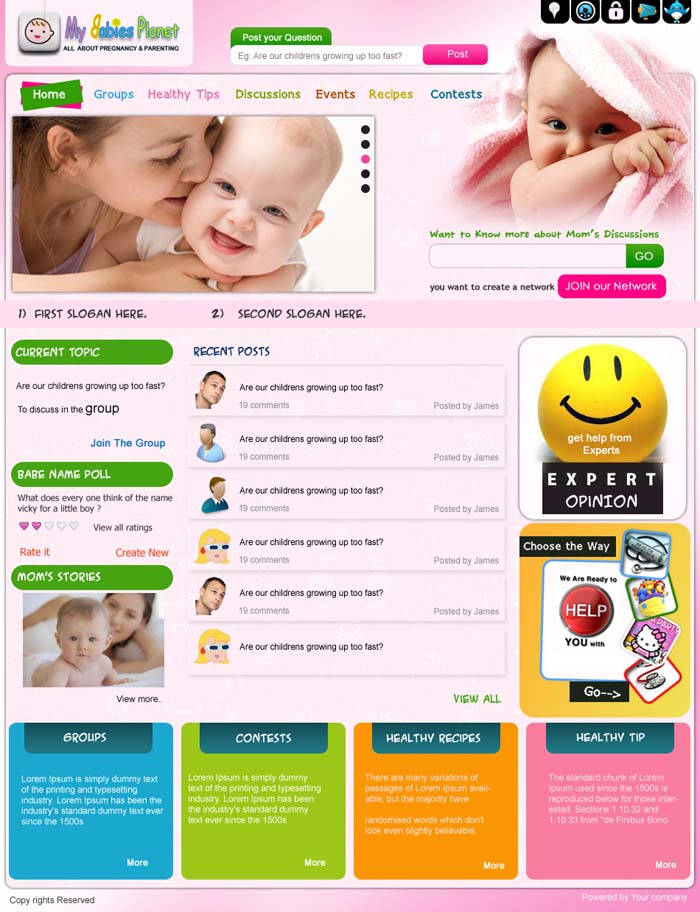 My Babies Planet
ALL ABOUT PREGNANCY & PARENTING
Post your Question
Eg: Are our childrens growing up too fast?
Post
Home
Groups
Healthy Tips
Discussions
Events
Recipes
Contests
Want to Know more about Mom's Discussions
GO
you want to create a network
JOIN our Network
1) FIRST SLOGAN HERE.
2) SECOND SLOGAN HERE.
CURRENT TOPIC
Are our childrens growing up too fast?
To discuss in the group
Join The Group
BABE NAME POLL
What does every one think of the name
vicky for a little boy ?
View all ratings
Rate it
Create New
MOM'S STORIES
View more..
RECENT POSTS
Are our childrens growing up too fast?
19 comments
Posted by James
Are our childrens growing up too fast?
19 comments
Posted by James
Are our childrens growing up too fast?
19 comments
Posted by James
Are our childrens growing up too fast?
19 comments
Posted by James
Are our childrens growing up too fast?
19 comments
Posted by James
Are our childrens growing up too fast?
VIEW ALL
get help from
Experts
EXPERT
OPINION
Choose the Way
We Are Ready to
HELP
YOU with
PARTY
Go-->
GROUPS
Lorem Ipsum is simply dummy text
of the printing and typesetting
industry. Lorem Ipsum has been the
industry's standard dummy text ever
since the 1500s
More
CONTESTS
Lorem Ipsum is simply dummy
text of the printing and typesetting
industry. Lorem Ipsum has been
the industry's standard dummy
text ever since the 1500s
More
HEALTHY RECIPES
There are many variations of
passages of Lorem Ipsum avail-
able, but the majority have
randomised words which don't
look even slightly believable.
More
HEALTHY TIP
The standard chunk of Lorem
Ipsum used since the 1500s is
reproduced below for those inter-
ested. Sections 1.10.32 and
1.10.33 from "de Finibus Bono
More
Copy rights Reserved
Powered by Your company